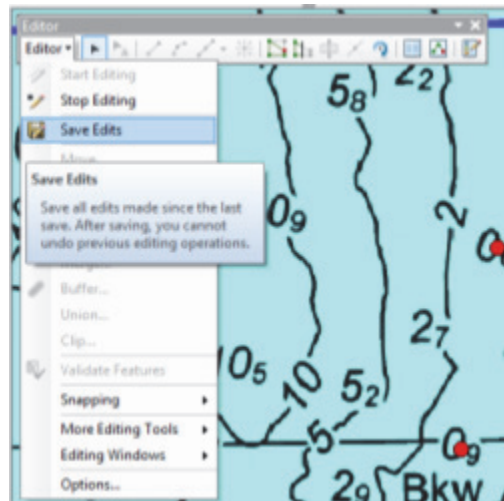 Editor
Editor
Start Editing
Stop Editing
Save Edits
Move...
Save Edits
Save all edits made since the last
save. After saving, you cannot
undo previous editing operations.
Merge...
Buffer...
Union...
Clip...
Validate Features
Snapping
More Editing Tools
Editing Windows
Options...
5₈
2₂
0₉
2
2₇
10₅
10
5₂
5
0₉
2₉
Bkw